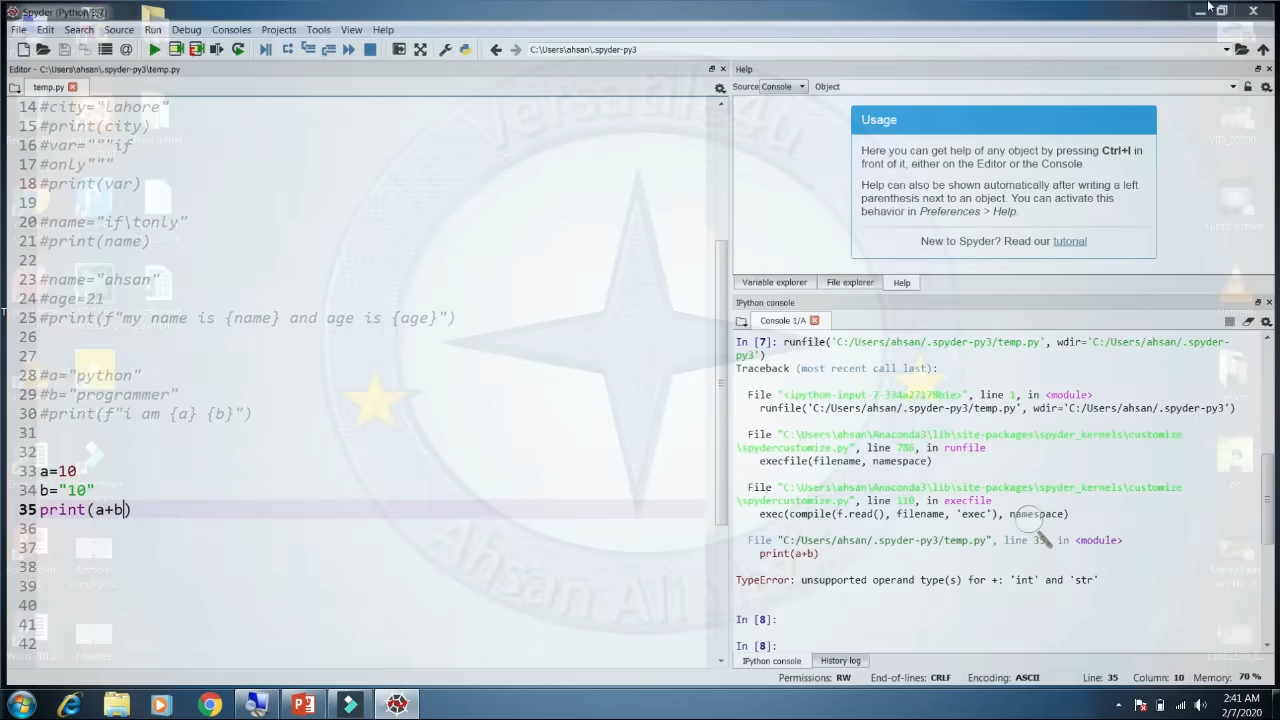 Spyder (Python 3.7)
File Edit Search Source Run Debug Consoles Projects Tools View Help
C:\Users\ahsan\.spyder-py3
Editor - C:\Users\ahsan\.spyder-py3\temp.py
temp.py
14 #city="lahore"
15 #print(city)
16 #var="""if
17 #only"""
18 #print(var)
19
20 #name="if\tonly"
21 #print(name)
22
23 #name="ahsan"
24 #age=21
25 #print(f"my name is {name} and age is {age}")
26
27
28 #a="python"
29 #b="programmer"
30 #print(f"i am {a} {b}")
31
32
33 a=10
34 b="10"
35 print(a+b)
36
37
38
39
40
41
42
Help
Source Console Object
Usage
Here you can get help of any object by pressing Ctrl+I in
front of it, either on the Editor or the Console.
Help can also be shown automatically after writing a left
parenthesis next to an object. You can activate this
behavior in Preferences > Help.
New to Spyder? Read our tutorial
Variable explorer File explorer Help
IPython console
Console 1/A
In [7]: runfile('C:/Users/ahsan/.spyder-py3/temp.py', wdir='C:/Users/ahsan/.spyder-
py3')
Traceback (most recent call last):
File "<ipython-input-7-334a27178b1e>", line 1, in <module>
runfile('C:/Users/ahsan/.spyder-py3/temp.py', wdir='C:/Users/ahsan/.spyder-py3')
File "C:\Users\ahsan\Anaconda3\lib\site-packages\spyder_kernels\customize
\spydercustomize.py", line 786, in runfile
execfile(filename, namespace)
File "C:\Users\ahsan\Anaconda3\lib\site-packages\spyder_kernels\customize
\spydercustomize.py", line 110, in execfile
exec(compile(f.read(), filename, 'exec'), namespace)
File "C:/Users/ahsan/.spyder-py3/temp.py", line 35, in <module>
print(a+b)
TypeError: unsupported operand type(s) for +: 'int' and 'str'
In [8]:
In [8]:
IPython console History log
Permissions: RW End-of-lines: CRLF Encoding: ASCII Line: 35 Column: 10 Memory: 70 %
2:41 AM
2/7/2020